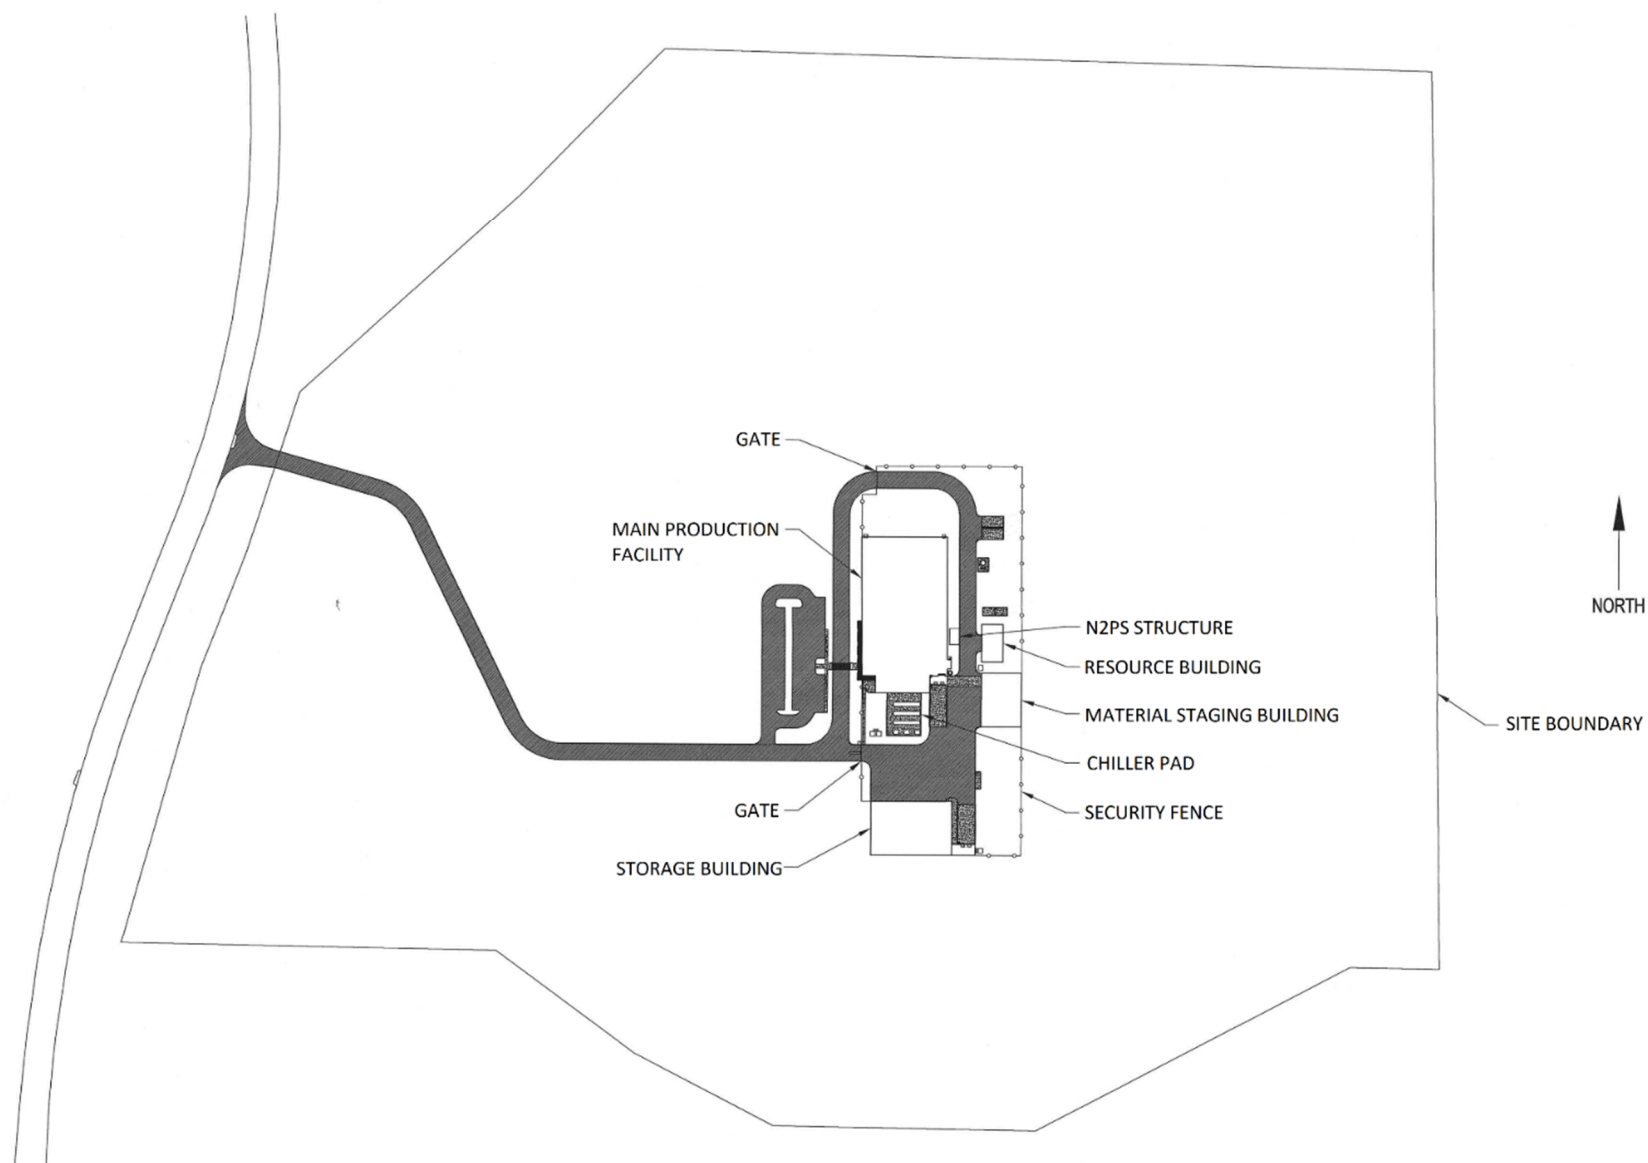 GATE
MAIN PRODUCTION
FACILITY
NORTH
N2PS STRUCTURE
RESOURCE BUILDING
MATERIAL STAGING BUILDING
SITE BOUNDARY
CHILLER PAD
GATE
SECURITY FENCE
STORAGE BUILDING